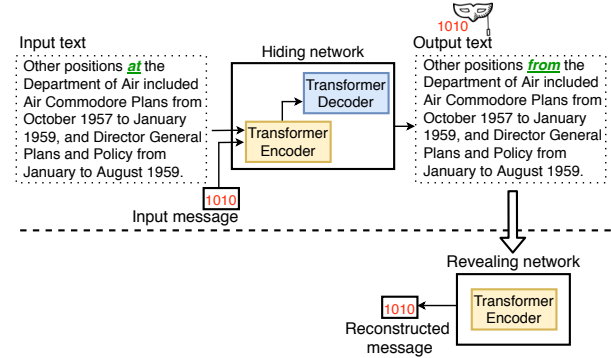 1010
Input text
Hiding network
Output text
Other positions at the
Department of Air included
Air Commodore Plans from
October 1957 to January
1959, and Director General
Plans and Policy from
January to August 1959.
Transformer
Decoder
Transformer
Encoder
Other positions from the
Department of Air included
Air Commodore Plans from
October 1957 to January
1959, and Director General
Plans and Policy from
January to August 1959.
1010
Input message
Revealing network
Transformer
Encoder
1010
Reconstructed
message